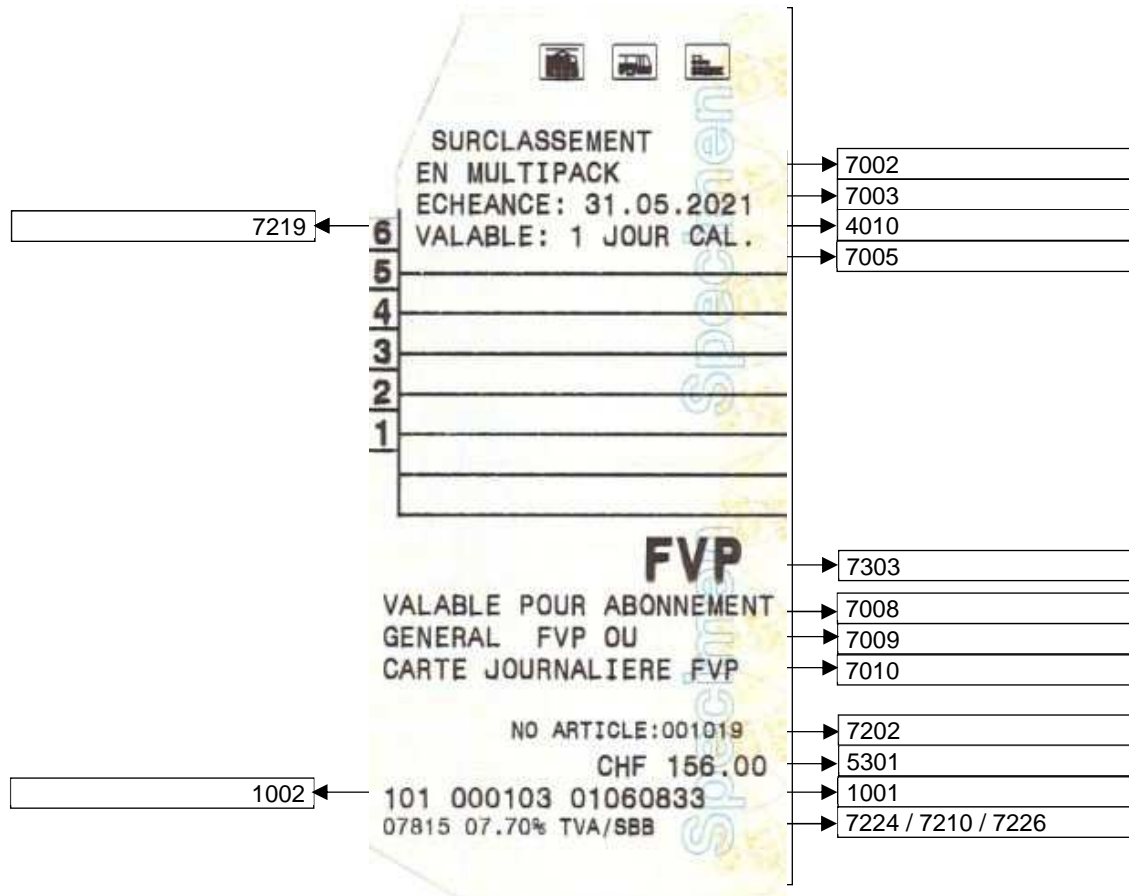 SURCLASSEMENT
7002
EN MULTIPACK
7003
ECHEANCE: 31.05.2021
7219
6
VALABLE: 1 JOUR CAL.
4010
7005
5
4
3
2
1
Specimen
FVP
7303
VALABLE POUR ABONNEMENT
7008
GENERAL FVP OU
7009
CARTE JOURNALIERE FVP
7010
NO ARTICLE:001019
7202
CHF 156.00
5301
1002
101 000103 01060833
1001
07815 07.70% TVA/SBB
7224 / 7210 / 7226
Specimen